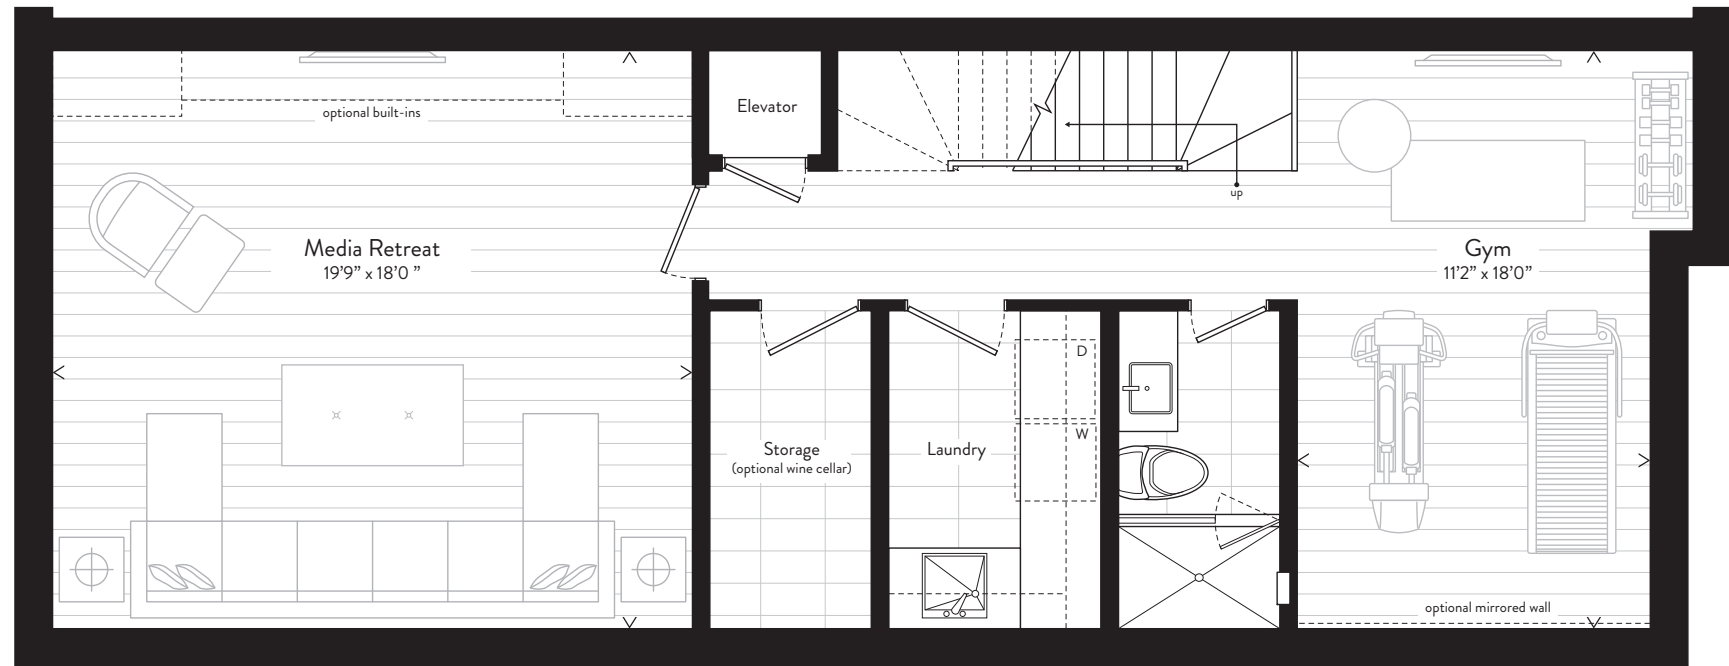 optional built-ins
Elevator
up
Media Retreat
19’9” x 18’0 ”
Gym
11’2” x 18’0”
D
W
Storage
(optional wine cellar)
Laundry
optional mirrored wall